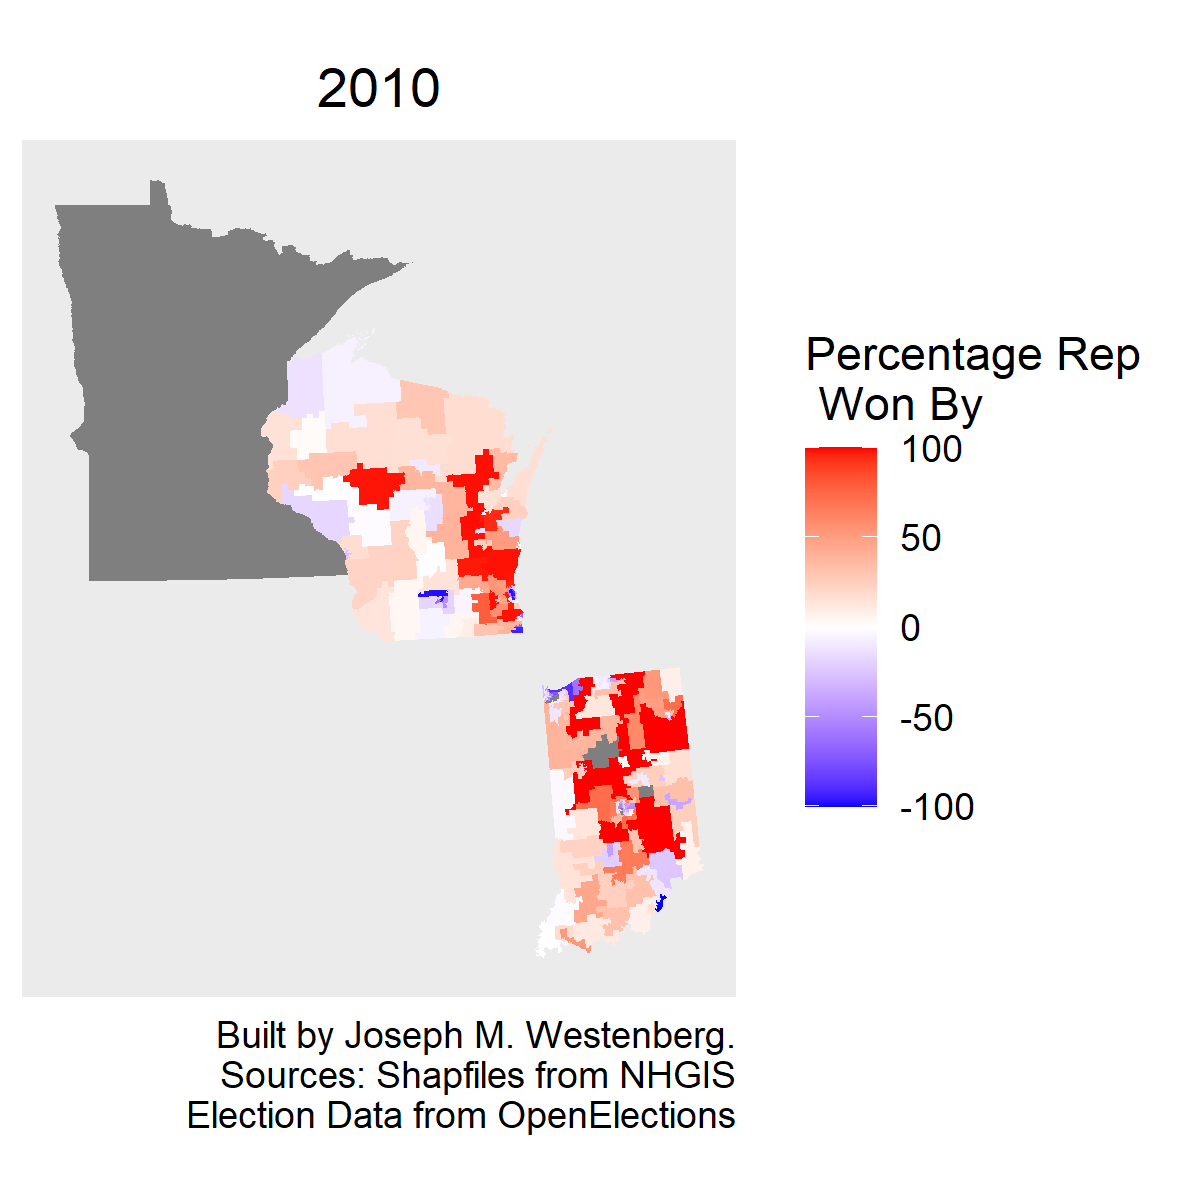 2010
Percentage Rep
Won By
100
50
0
-50
-100
Built by Joseph M. Westenberg.
Sources: Shapfiles from NHGIS
Election Data from OpenElections